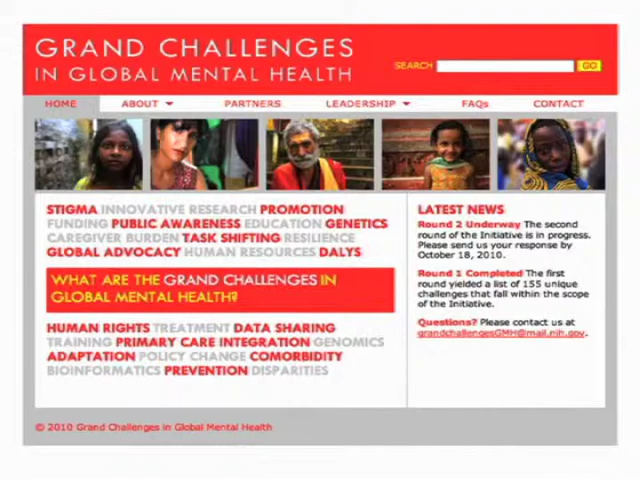 GRAND CHALLENGES
IN GLOBAL MENTAL HEALTH
SEARCH GO
HOME ABOUT PARTNERS LEADERSHIP FAQs CONTACT
STIGMA INNOVATIVE RESEARCH PROMOTION
FUNDING PUBLIC AWARENESS EDUCATION GENETICS
CAREGIVER BURDEN TASK SHIFTING RESILIENCE
GLOBAL ADVOCACY HUMAN RESOURCES DALYS
WHAT ARE THE GRAND CHALLENGES IN
GLOBAL MENTAL HEALTH?
HUMAN RIGHTS TREATMENT DATA SHARING
TRAINING PRIMARY CARE INTEGRATION GENOMICS
ADAPTATION POLICY CHANGE COMORBIDITY
BIOINFORMATICS PREVENTION DISPARITIES
LATEST NEWS
Round 2 Underway The second
round of the Initiative is in progress.
Please send us your response by
October 18, 2010.
Round 1 Completed The first
round yielded a list of 155 unique
challenges that fall within the scope
of the Initiative.
Questions? Please contact us at
grandchallengesGMH@mail.nih.gov.
© 2010 Grand Challenges in Global Mental Health